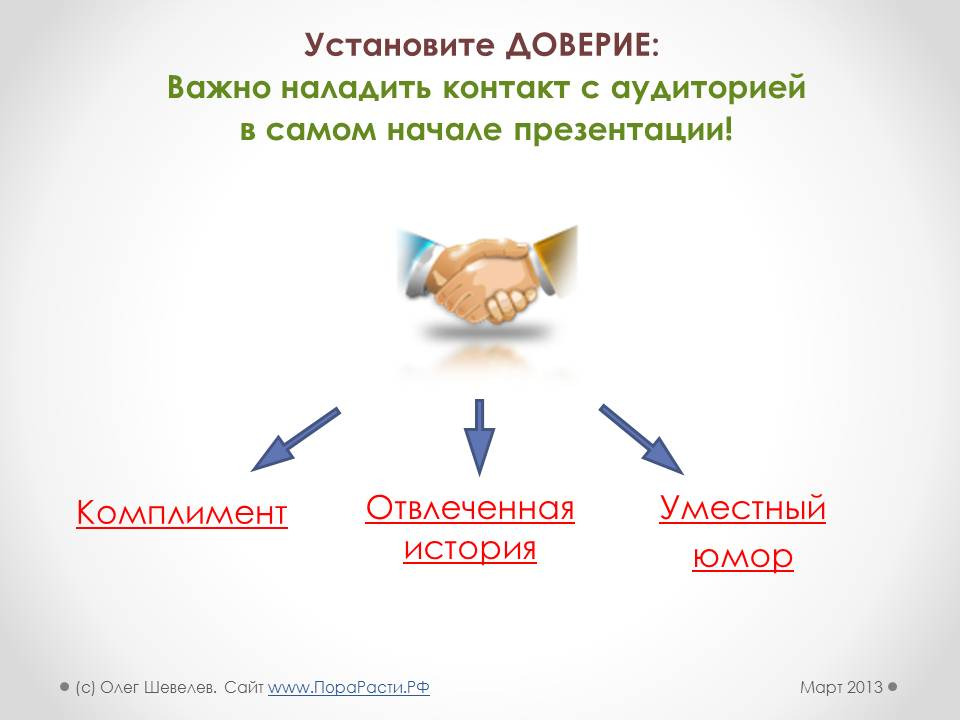 Установите ДОВЕРИЕ:
Важно наладить контакт с аудиторией
в самом начале презентации!
Комплимент
Отвлеченная
история
Уместный
юмор
(с) Олег Шевелев. Сайт www.ПораРасти.РФ
Март 2013